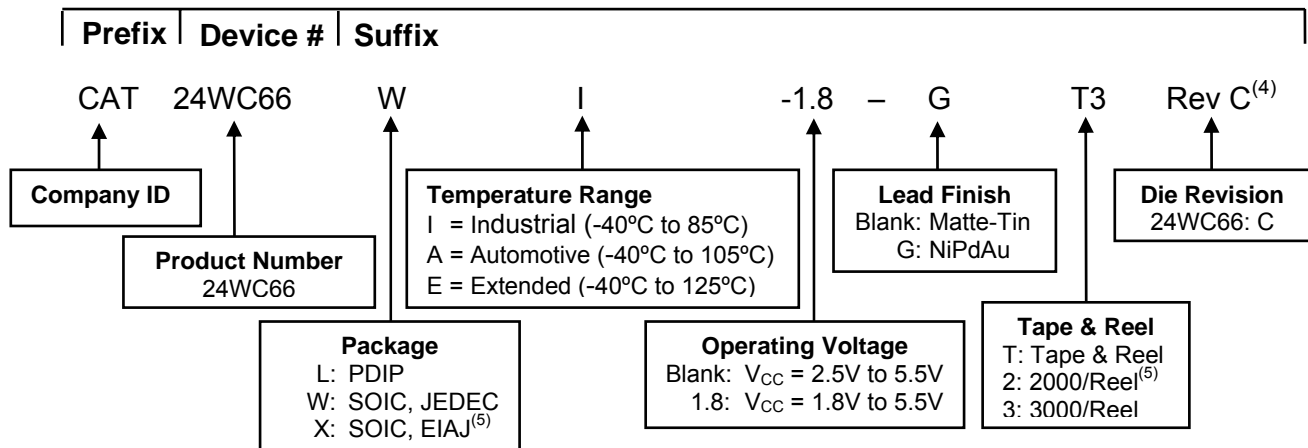 Prefix Device # Suffix
CAT 24WC66 W I -1.8 – G T3 Rev C(4)
Company ID
Product Number
24WC66
Package
L: PDIP
W: SOIC, JEDEC
X: SOIC, EIAJ(5)
Temperature Range
I = Industrial (-40ºC to 85ºC)
A = Automotive (-40ºC to 105ºC)
E = Extended (-40ºC to 125ºC)
Operating Voltage
Blank: VCC = 2.5V to 5.5V
1.8: VCC = 1.8V to 5.5V
Lead Finish
Blank: Matte-Tin
G: NiPdAu
Tape & Reel
T: Tape & Reel
2: 2000/Reel(5)
3: 3000/Reel
Die Revision
24WC66: C